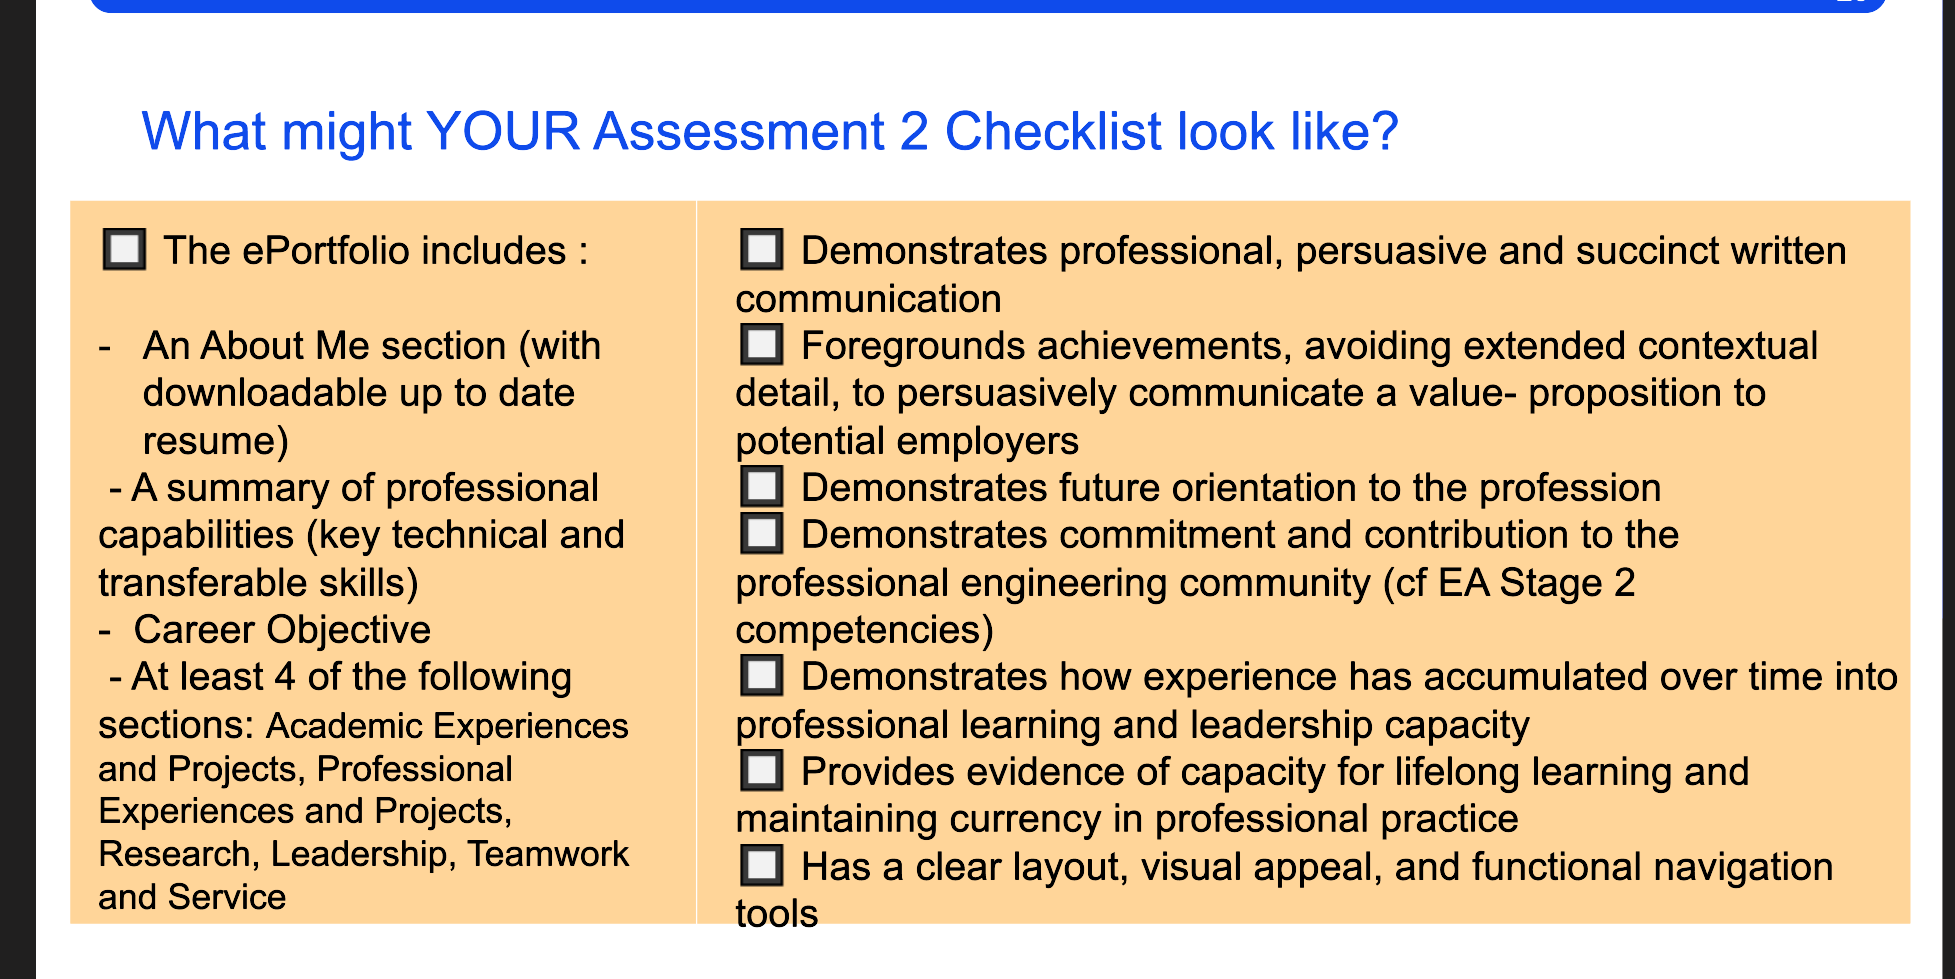 What might YOUR Assessment 2 Checklist look like?
The ePortfolio includes :
- An About Me section (with
downloadable up to date
resume)
- A summary of professional
capabilities (key technical and
transferable skills)
- Career Objective
- At least 4 of the following
sections: Academic Experiences
and Projects, Professional
Experiences and Projects,
Research, Leadership, Teamwork
and Service
Demonstrates professional, persuasive and succinct written
communication
Foregrounds achievements, avoiding extended contextual
detail, to persuasively communicate a value- proposition to
potential employers
Demonstrates future orientation to the profession
Demonstrates commitment and contribution to the
professional engineering community (cf EA Stage 2
competencies)
Demonstrates how experience has accumulated over time into
professional learning and leadership capacity
Provides evidence of capacity for lifelong learning and
maintaining currency in professional practice
Has a clear layout, visual appeal, and functional navigation
tools